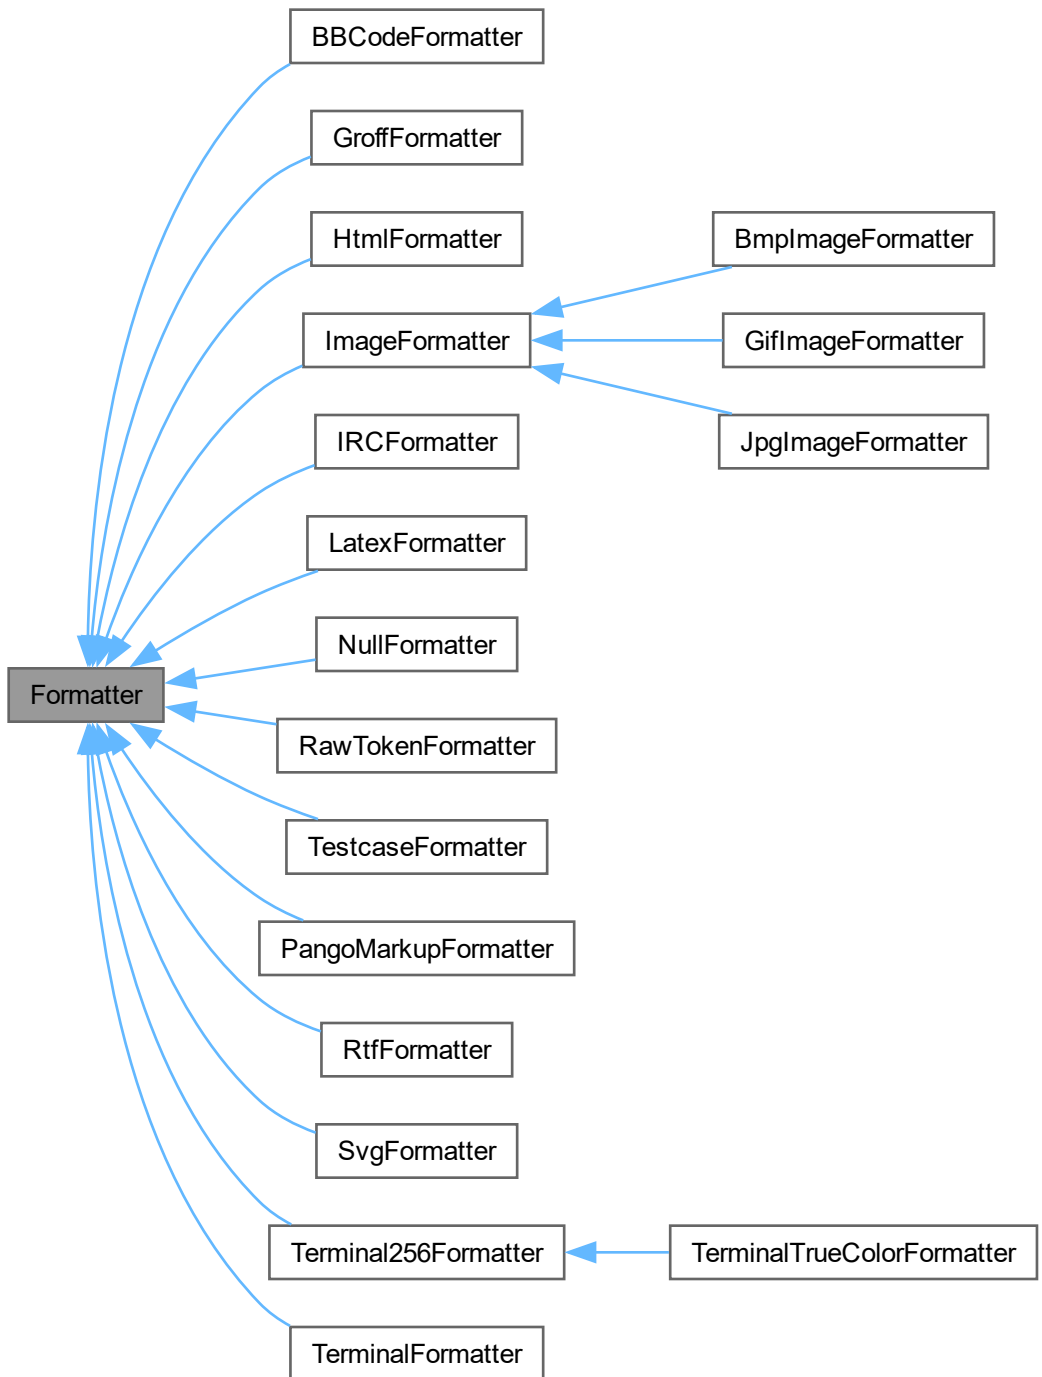 BBCodeFormatter
GroffFormatter
HtmlFormatter
BmpImageFormatter
ImageFormatter
GifImageFormatter
IRCFormatter
JpgImageFormatter
LatexFormatter
NullFormatter
Formatter
RawTokenFormatter
TestcaseFormatter
PangoMarkupFormatter
RtfFormatter
SvgFormatter
Terminal256Formatter
TerminalTrueColorFormatter
TerminalFormatter